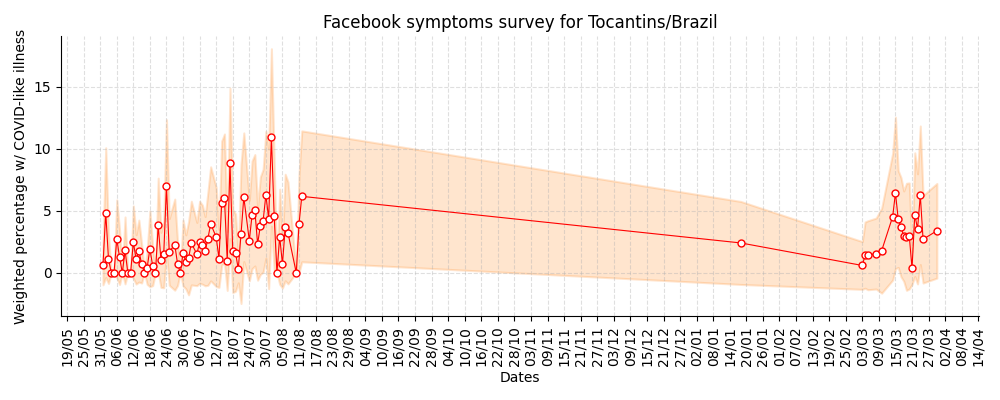 Facebook symptoms survey for Tocantins/Brazil
Weighted percentage w/ COVID-like illness
15
10
5
0
19/05 25/05 31/05 06/06 12/06 18/06 24/06 30/06 06/07 12/07 18/07 24/07 30/07 05/08 11/08 17/08 23/08 29/08 04/09 10/09 16/09 22/09 28/09 04/10 10/10 16/10 22/10 28/10 03/11 09/11 15/11 21/11 27/11 03/12 09/12 15/12 21/12 27/12 02/01 08/01 14/01 20/01 26/01 01/02 07/02 13/02 19/02 25/02 03/03 09/03 15/03 21/03 27/03 02/04 08/04 14/04
Dates